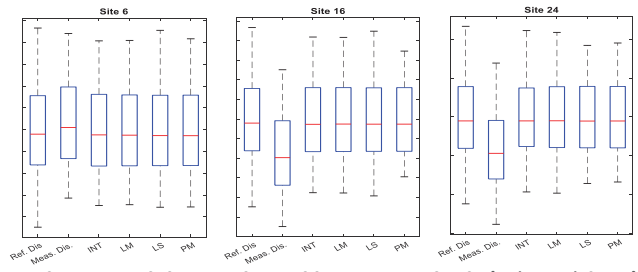 Site 6
Site 16
Site 24
Ref. Dis
Meas. Dis.
INT
LM
LS
PM
Ref. Dis
Meas. Dis.
INT
LM
LS
PM
Ref. Dis
Meas. Dis.
INT
LM
LS
PM